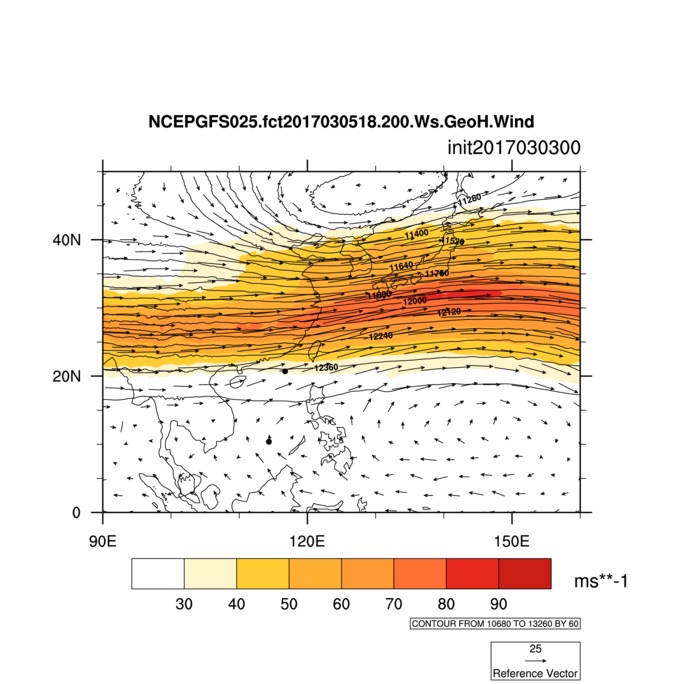 NCEPGFS025.fct2017030518.200.Ws.GeoH.Wind
init2017030300
11280
40N
11400
11520
11640
11760
11880
12000
12120
12240
20N
12360
0
90E 120E 150E
ms**-1
30 40 50 60 70 80 90
CONTOUR FROM 10680 TO 13260 BY 60
25
Reference Vector